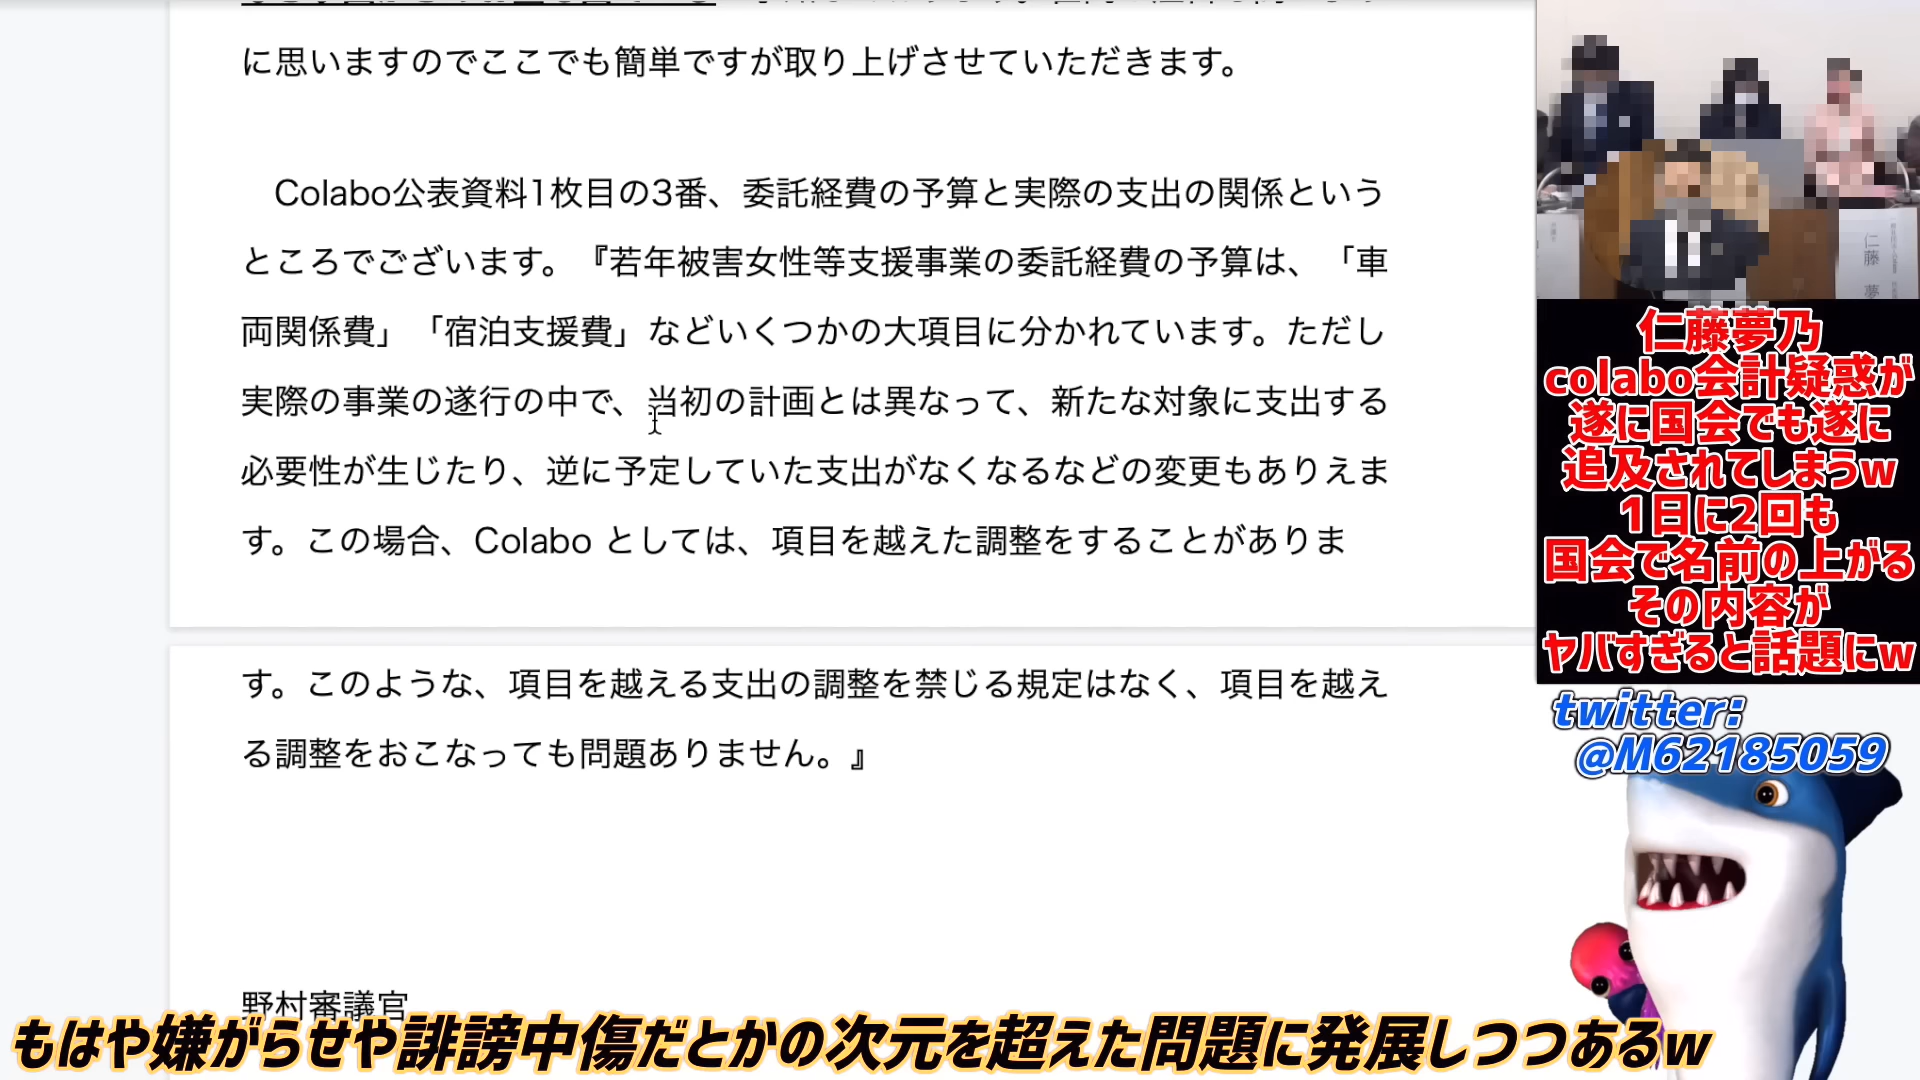 に思いますのでここでも簡単ですが取り上げさせていただきます。
Colabo公表資料1枚目の3番、委託経費の予算と実際の支出の関係という
ところでございます。『若年被害女性等支援事業の委託経費の予算は、「車
両関係費」「宿泊支援費」などいくつかの大項目に分かれています。ただし
実際の事業の遂行の中で、当初の計画とは異なって、新たな対象に支出する
必要性が生じたり、逆に予定していた支出がなくなるなどの変更もありえま
す。この場合、Colabo としては、項目を越えた調整をすることがありま
す。このような、項目を越える支出の調整を禁じる規定はなく、項目を越え
る調整をおこなっても問題ありません。』
野村審議官
もはや嫌がらせや誹謗中傷だとかの次元を超えた問題に発展しつつあるw
仁藤 夢
仁藤夢乃
colabo会計疑惑が
遂に国会でも遂に
追及されてしまうw
1日に2回も
国会で名前の上がる
その内容が
ヤバすぎると話題にw
twitter:
@M62185059